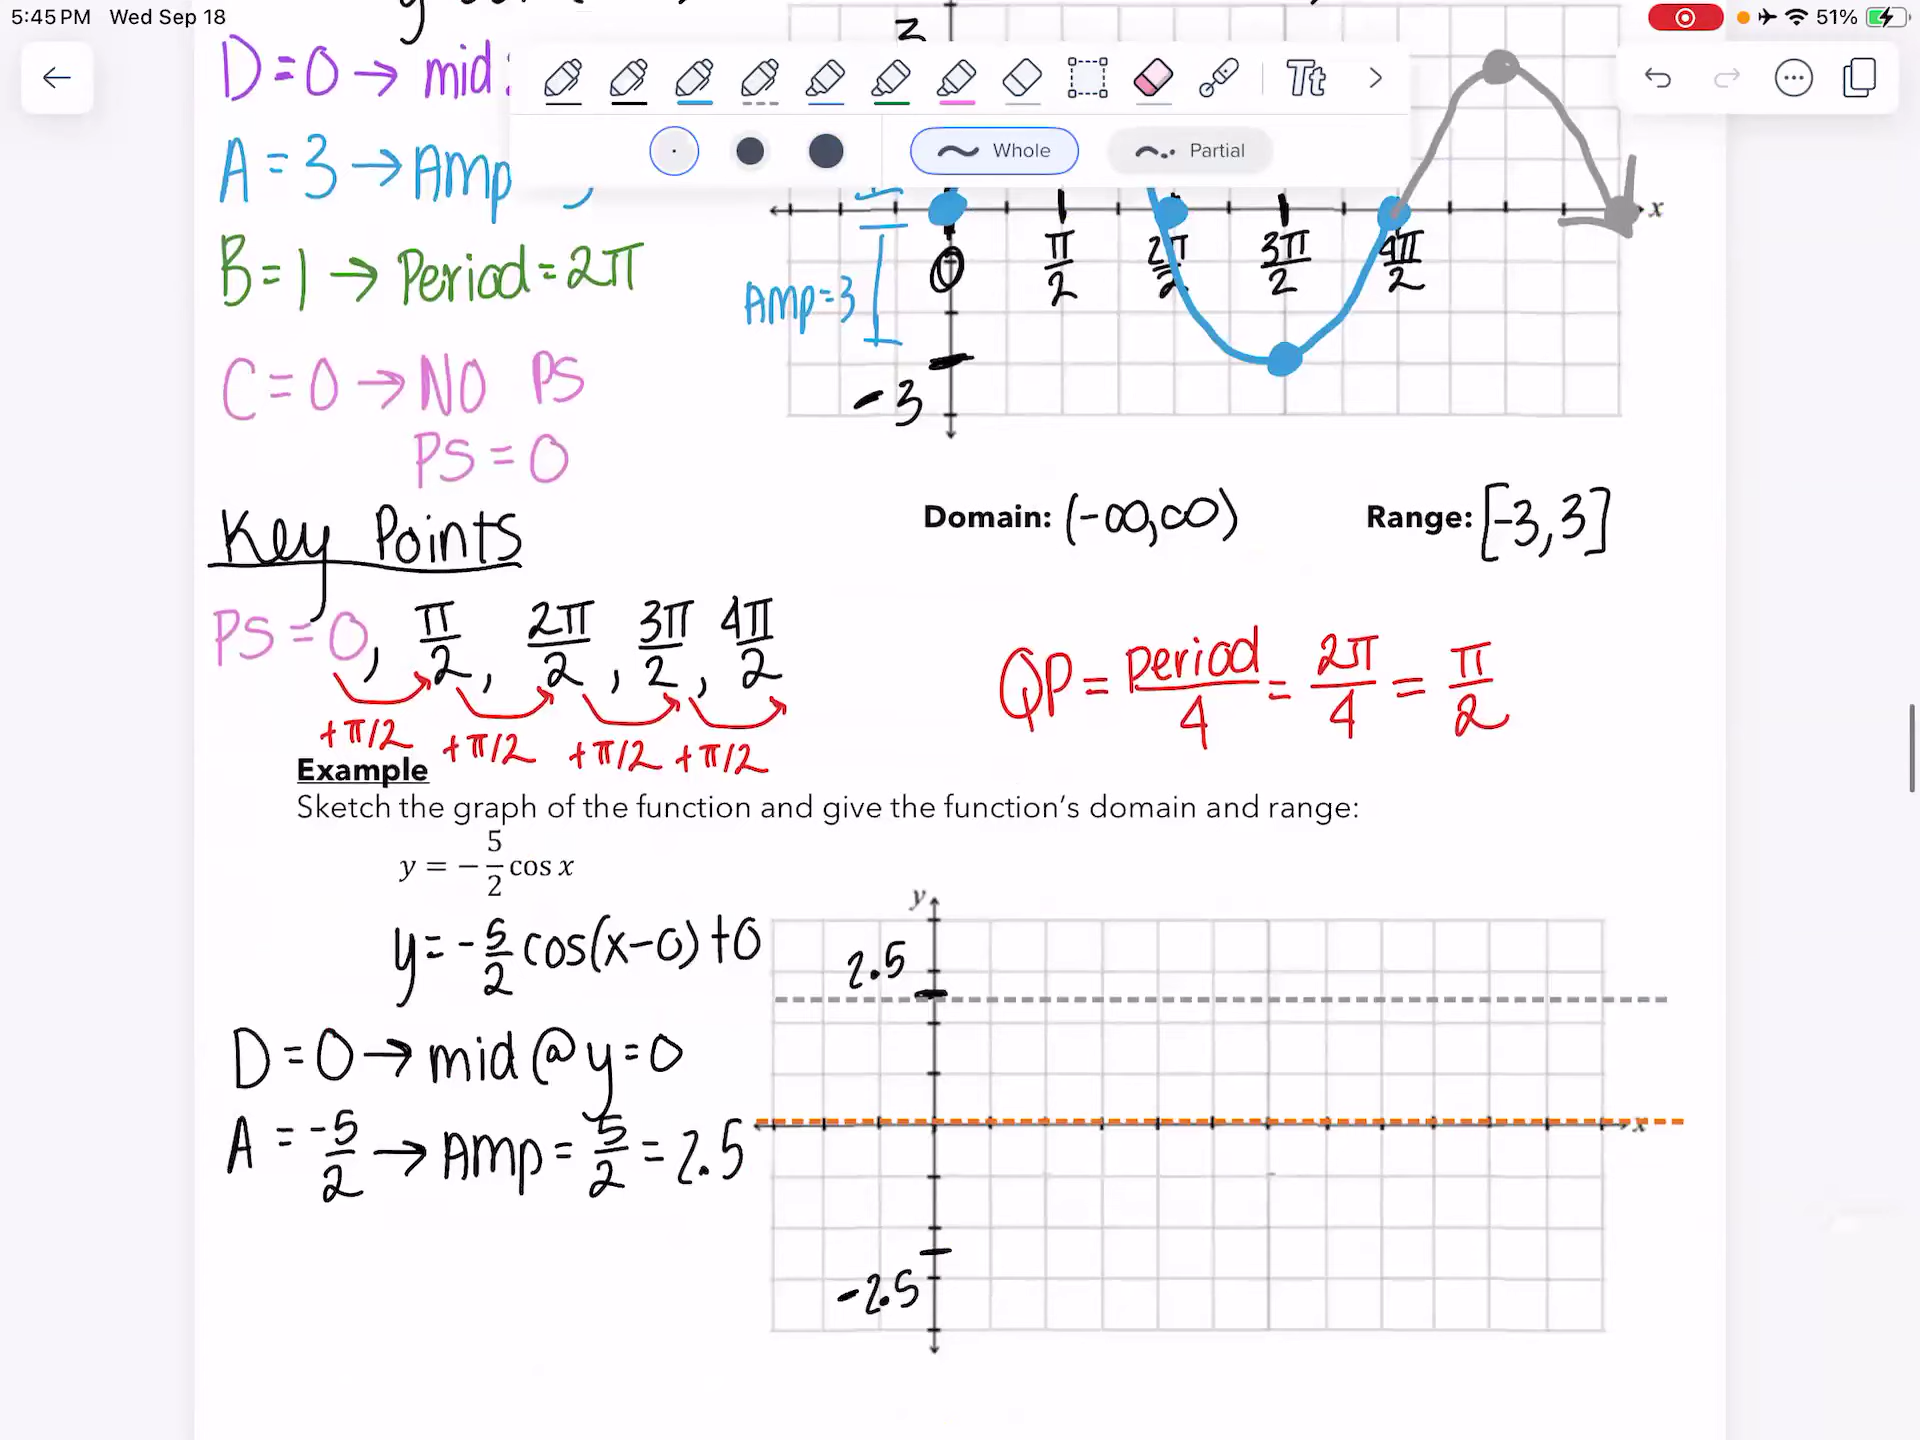 5:45 PM Wed Sep 18
51%
D=0 → mid
A=3 → Amp
B=1 → Period=2π
C=0 → NO PS
PS=0
Whole
Partial
Tt
x
0
π/2
2π/2
3π/2
4π/2
Amp=3
-3
Domain: (-∞,∞)
Range: [-3,3]
Key Points
PS=0, π/2, 2π/2, 3π/2, 4π/2
+π/2 +π/2 +π/2 +π/2
QP = period/4 = 2π/4 = π/2
Example
Sketch the graph of the function and give the function's domain and range:
y = -5/2 cos x
y=-5/2 cos(x-0)+0
D=0 → mid @ y=0
A=-5/2 → Amp=5/2=2.5
y
2.5
x
-2.5